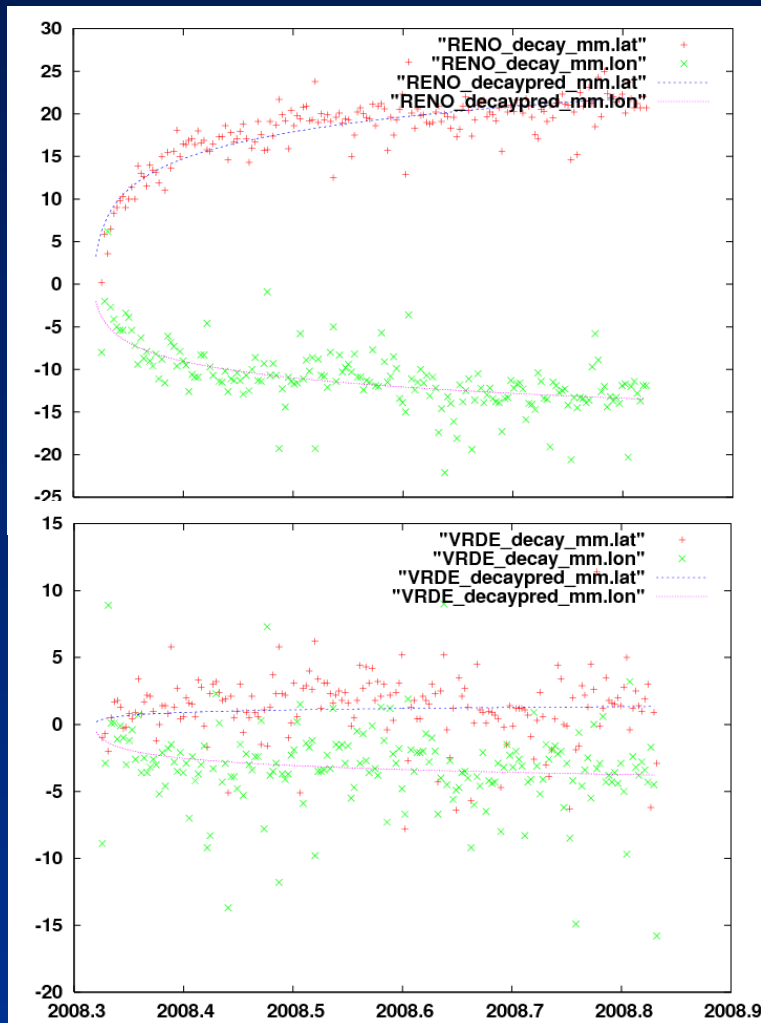 30
25
20
15
10
5
0
-5
-10
-15
-20
-25
"RENO_decay_mm.lat"
"RENO_decay_mm.lon"
"RENO_decaypred_mm.lat"
"RENO_decaypred_mm.lon"
15
10
5
0
-5
-10
-15
-20
"VRDE_decay_mm.lat"
"VRDE_decay_mm.lon"
"VRDE_decaypred_mm.lat"
"VRDE_decaypred_mm.lon"
2008.3 2008.4 2008.5 2008.6 2008.7 2008.8 2008.9